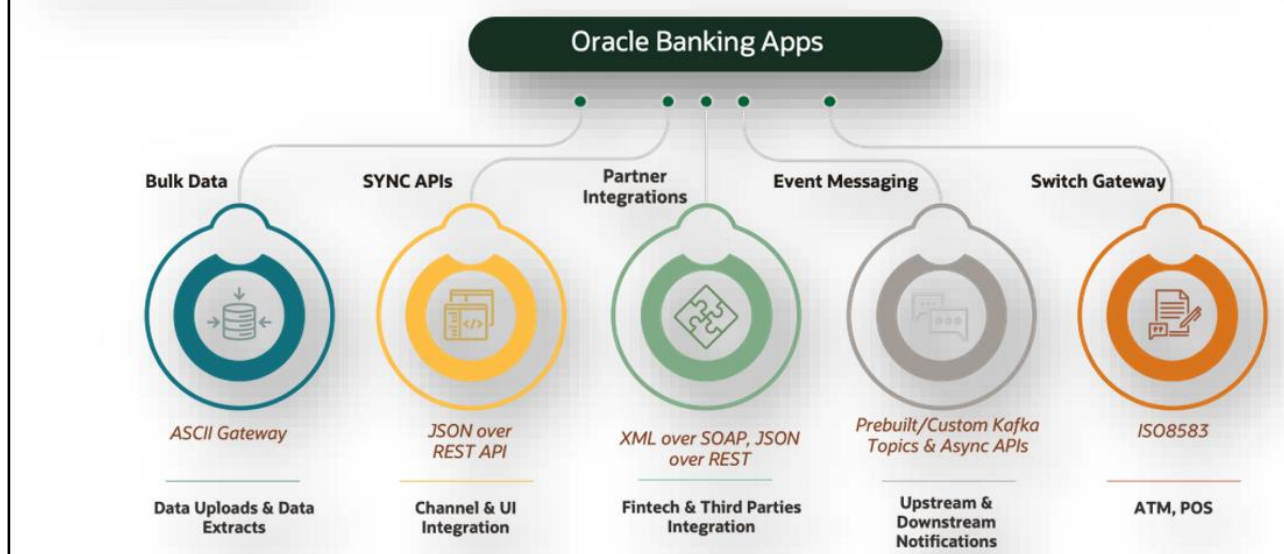 Oracle Banking Apps
Bulk Data
SYNC APIs
Partner
Integrations
Event Messaging
Switch Gateway
</>
ASCII Gateway
JSON over
REST API
XML over SOAP, JSON
over REST
Prebuilt/Custom Kafka
Topics & Async APIs
ISO8583
Data Uploads & Data
Extracts
Channel & UI
Integration
Fintech & Third Parties
Integration
Upstream &
Downstream
Notifications
ATM, POS